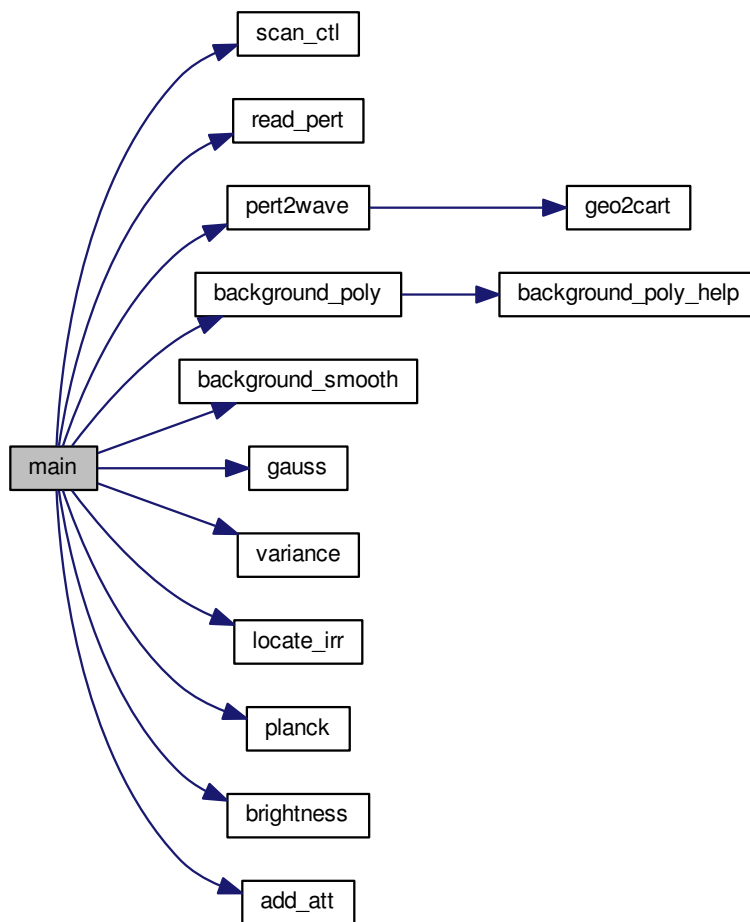 scan_ctl
read_pert
pert2wave
geo2cart
background_poly
background_poly_help
background_smooth
main
gauss
variance
locate_irr
planck
brightness
add_att